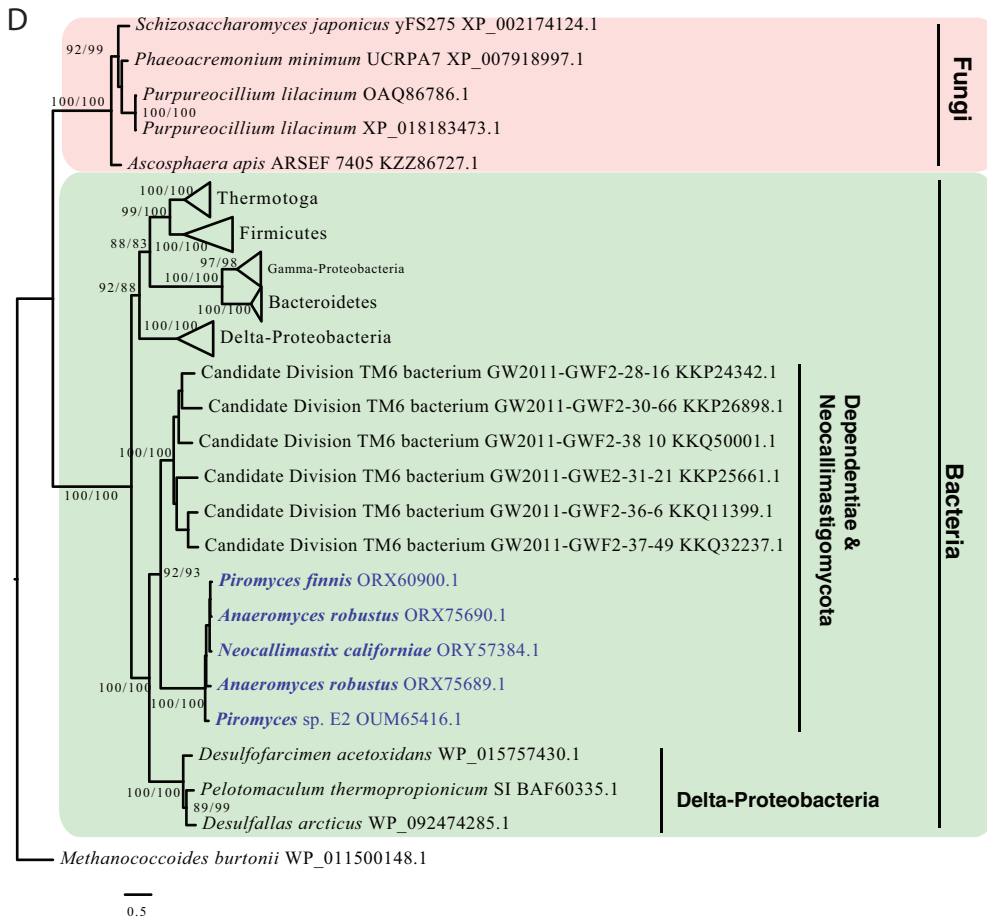 D
Schizosaccharomyces japonicus yFS275 XP_002174124.1
92/99
Phaeoacremonium minimum UCRPA7 XP_007918997.1
Purpureocillium lilacinum OAQ86786.1
100/100
100/100
Purpureocillium lilacinum XP_018183473.1
Ascosphaera apis ARSEF 7405 KZZ86727.1
Fungi
100/100
Thermotoga
99/100
Firmicutes
100/100
88/83
97/98
Gamma-Proteobacteria
100/100
92/88
Bacteroidetes
100/100
100/100
Delta-Proteobacteria
Candidate Division TM6 bacterium GW2011-GWF2-28-16 KKP24342.1
Candidate Division TM6 bacterium GW2011-GWF2-30-66 KKP26898.1
Candidate Division TM6 bacterium GW2011-GWF2-38 10 KKQ50001.1
100/100
Candidate Division TM6 bacterium GW2011-GWE2-31-21 KKP25661.1
100/100
Candidate Division TM6 bacterium GW2011-GWF2-36-6 KKQ11399.1
Candidate Division TM6 bacterium GW2011-GWF2-37-49 KKQ32237.1
92/93
Piromyces finnis ORX60900.1
Anaeromyces robustus ORX75690.1
Neocallimastix californiae ORY57384.1
Anaeromyces robustus ORX75689.1
100/100
100/100
Piromyces sp. E2 OUM65416.1
Dependentiae &
Neocallimastigomycota
Bacteria
Desulfofarcimen acetoxidans WP_015757430.1
Pelotomaculum thermopropionicum SI BAF60335.1
100/100
89/99
Desulfallas arcticus WP_092474285.1
Delta-Proteobacteria
Methanococcoides burtonii WP_011500148.1
0.5